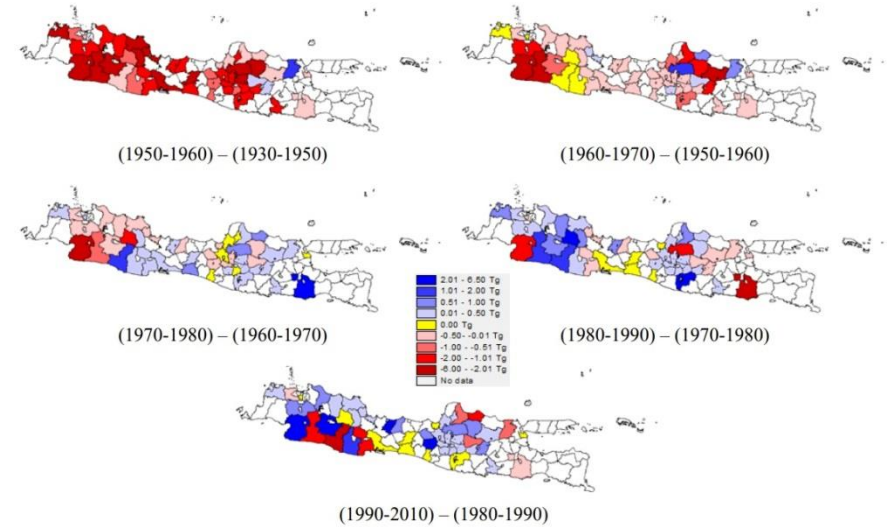 (1950-1960) – (1930-1950)
(1960-1970) – (1950-1960)
(1970-1980) – (1960-1970)
(1980-1990) – (1970-1980)
2.01 - 6.50 Tg
1.01 - 2.00 Tg
0.51 - 1.00 Tg
0.01 - 0.50 Tg
0.00 Tg
-0.50- -0.01 Tg
-1.00 - -0.51 Tg
-2.00 - -1.01 Tg
-6.00 - -2.01 Tg
No data
(1990-2010) – (1980-1990)